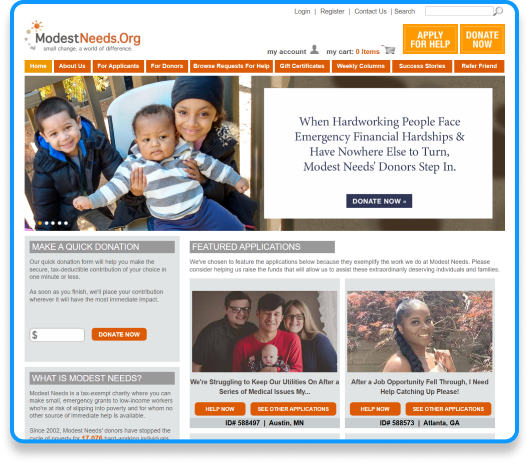 Login | Register | Contact Us | Search
ModestNeeds.Org
small change. a world of difference.
my account my cart: 0 Items
APPLY
FOR HELP
DONATE
NOW
Home About Us For Applicants For Donors Browse Requests For Help Gift Certificates Weekly Columns Success Stories Refer Friend
When Hardworking People Face
Emergency Financial Hardships &
Have Nowhere Else to Turn,
Modest Needs' Donors Step In.
DONATE NOW »
MAKE A QUICK DONATION
Our quick donation form will help you make the
secure, tax-deductible contribution of your choice in
one minute or less.
As soon as you finish, we'll place your contribution
wherever it will have the most immediate impact.
$
DONATE NOW
WHAT IS MODEST NEEDS?
Modest Needs is a tax-exempt charity where you can
make small, emergency grants to low-income workers
who're at risk of slipping into poverty and for whom no
other source of immediate help is available.
Since 2002, Modest Needs' donors have stopped the
cycle of poverty for 17,076 hard-working individuals
FEATURED APPLICATIONS
We've chosen to feature the applications below because they exemplify the work we do at Modest Needs. Please
consider helping us raise the funds that will allow us to assist these extraordinarily deserving individuals and families.
We're Struggling to Keep Our Utilities On After a
Series of Medical Issues My...
HELP NOW SEE OTHER APPLICATIONS
ID# 588497 | Austin, MN
After a Job Opportunity Fell Through, I Need
Help Catching Up Please!
HELP NOW SEE OTHER APPLICATIONS
ID# 588573 | Atlanta, GA